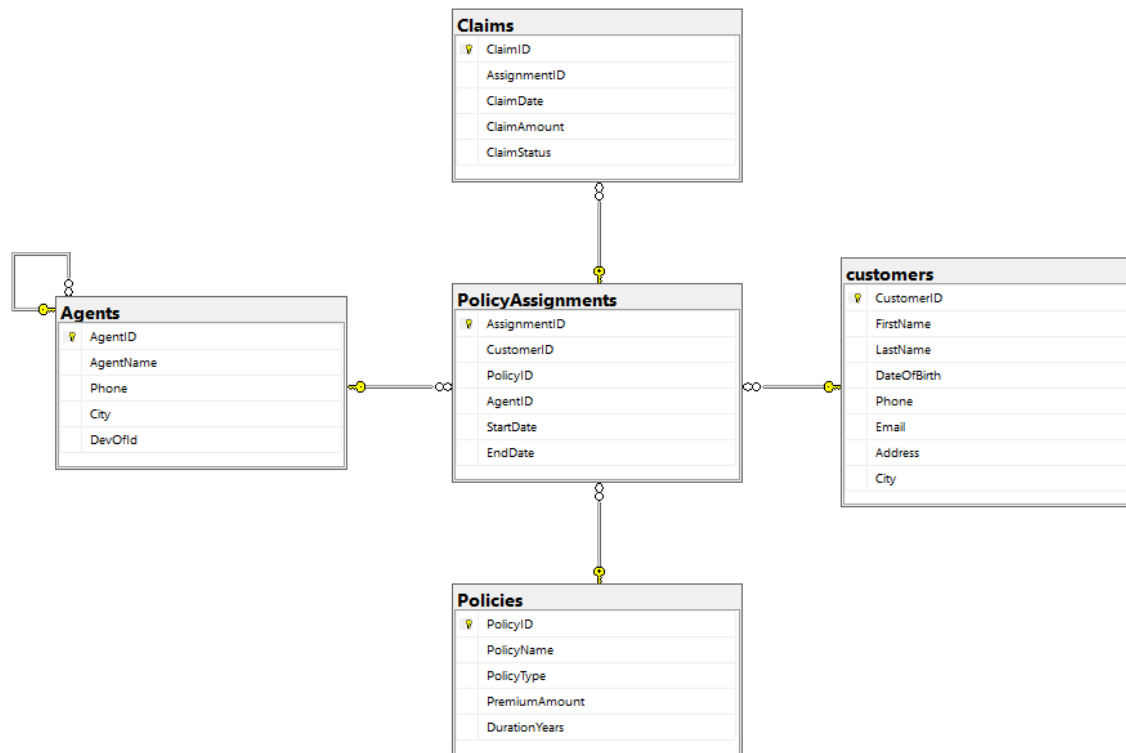 Claims
ClaimID
AssignmentID
ClaimDate
ClaimAmount
ClaimStatus
Agents
AgentID
AgentName
Phone
City
DevOfId
PolicyAssignments
AssignmentID
CustomerID
PolicyID
AgentID
StartDate
EndDate
customers
CustomerID
FirstName
LastName
DateOfBirth
Phone
Email
Address
City
Policies
PolicyID
PolicyName
PolicyType
PremiumAmount
DurationYears